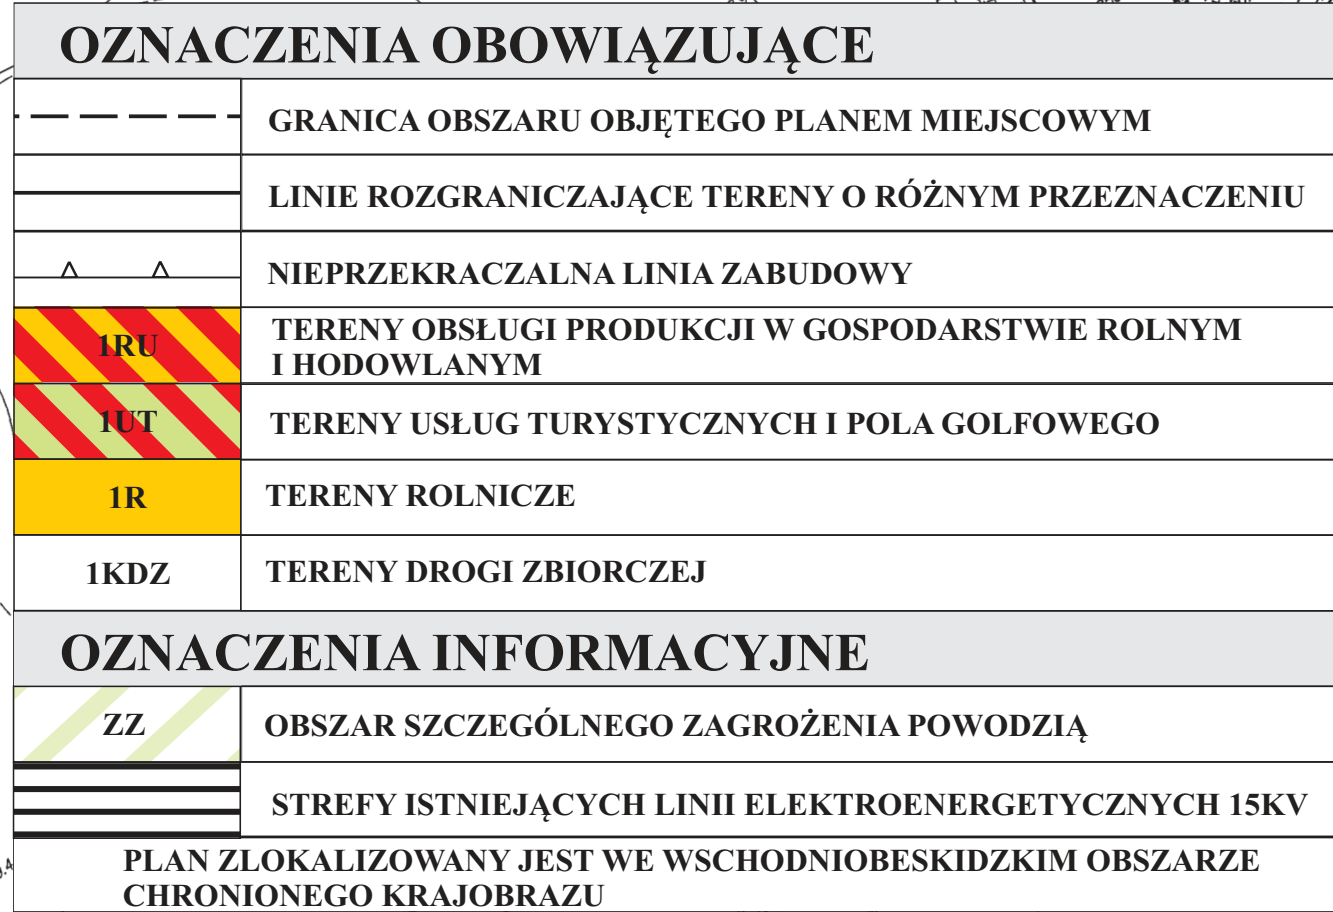 OZNACZENIA OBOWIĄZUJĄCE
GRANICA OBSZARU OBJĘTEGO PLANEM MIEJSCOWYM
LINIE ROZGRANICZAJĄCE TERENY O RÓŻNYM PRZEZNACZENIU
NIEPRZEKRACZALNA LINIA ZABUDOWY
1RU TERENY OBSŁUGI PRODUKCJI W GOSPODARSTWIE ROLNYM
I HODOWLANYM
1UT TERENY USŁUG TURYSTYCZNYCH I POLA GOLFOWEGO
1R TERENY ROLNICZE
1KDZ TERENY DROGI ZBIORCZEJ
OZNACZENIA INFORMACYJNE
ZZ OBSZAR SZCZEGÓLNEGO ZAGROŻENIA POWODZIĄ
STREFY ISTNIEJĄCYCH LINII ELEKTROENERGETYCZNYCH 15KV
PLAN ZLOKALIZOWANY JEST WE WSCHODNIOBESKIDZKIM OBSZARZE
CHRONIONEGO KRAJOBRAZU